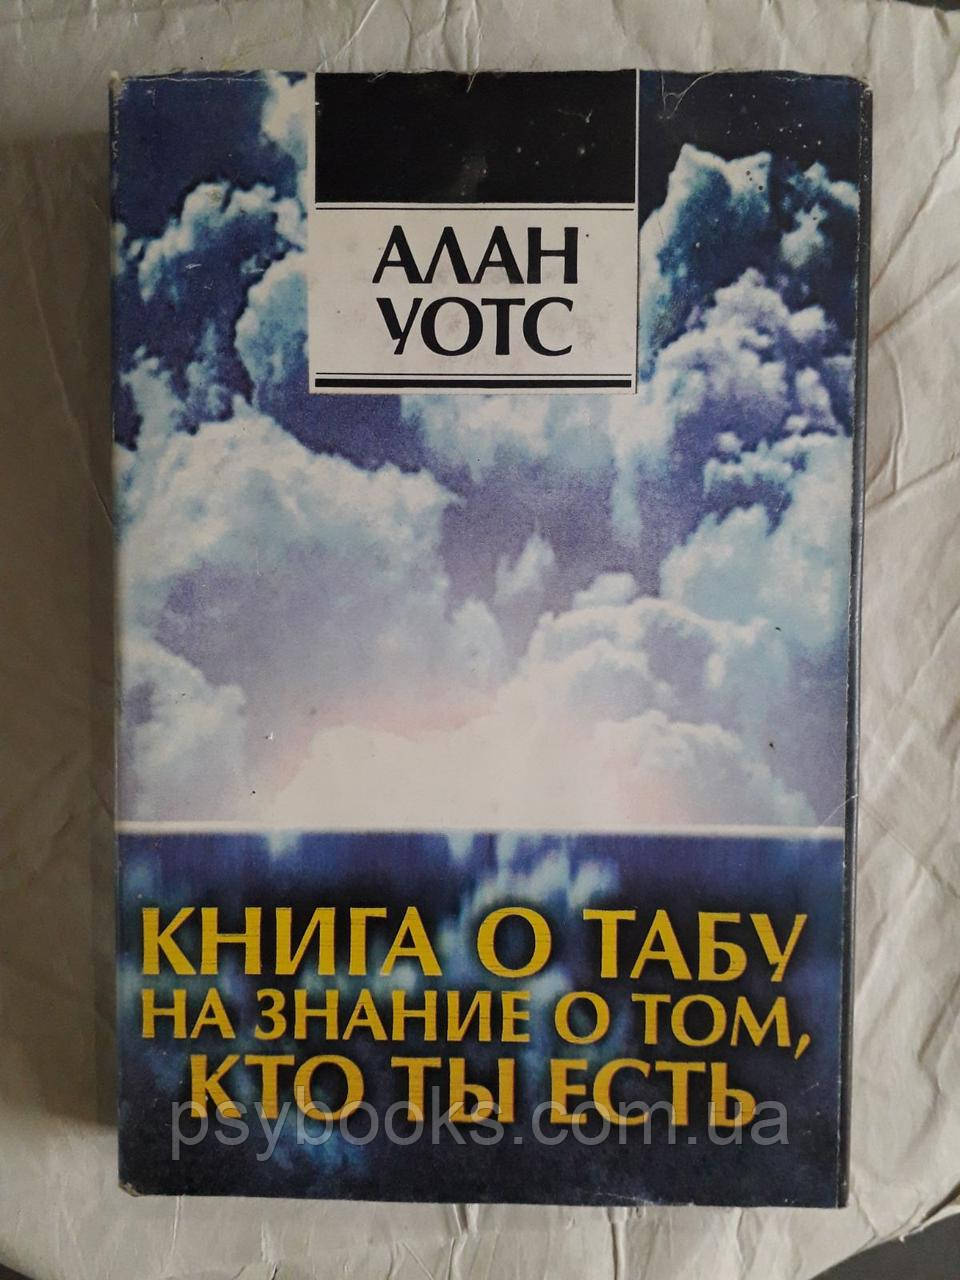 АЛАН
УОТС
КНИГА О ТАБУ
НА ЗНАНИЕ О ТОМ,
КТО ТЫ ЕСТЬ
psybooks.com.ua